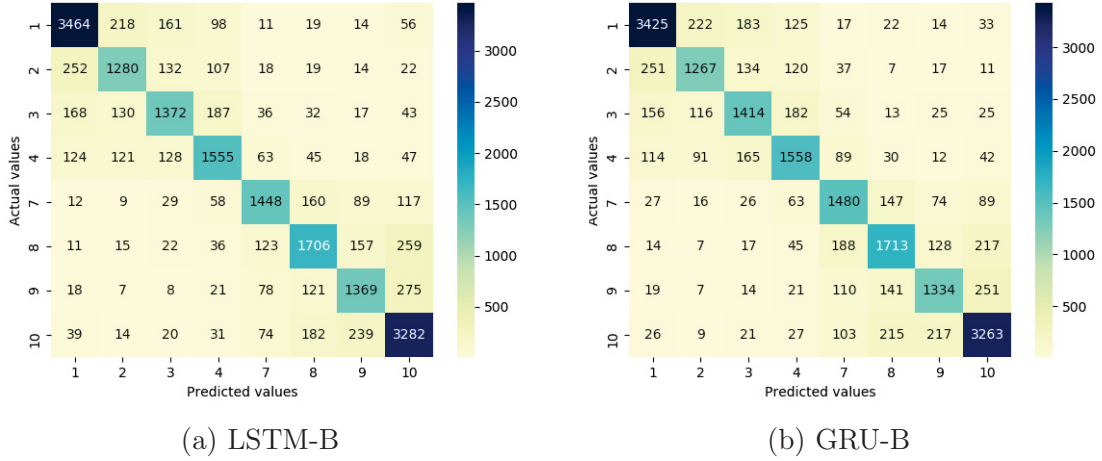 1 3464 218 161 98 11 19 14 56
2 252 1280 132 107 18 19 14 22
3 168 130 1372 187 36 32 17 43
4 124 121 128 1555 63 45 18 47
7 12 9 29 58 1448 160 89 117
8 11 15 22 36 123 1706 157 259
9 18 7 8 21 78 121 1369 275
10 39 14 20 31 74 182 239 3282
1 2 3 4 7 8 9 10
Actual values
Predicted values
3000
2500
2000
1500
1000
500
(a) LSTM-B
1 3425 222 183 125 17 22 14 33
2 251 1267 134 120 37 7 17 11
3 156 116 1414 182 54 13 25 25
4 114 91 165 1558 89 30 12 42
7 27 16 26 63 1480 147 74 89
8 14 7 17 45 188 1713 128 217
9 19 7 14 21 110 141 1334 251
10 26 9 21 27 103 215 217 3263
1 2 3 4 7 8 9 10
Actual values
Predicted values
3000
2500
2000
1500
1000
500
(b) GRU-B